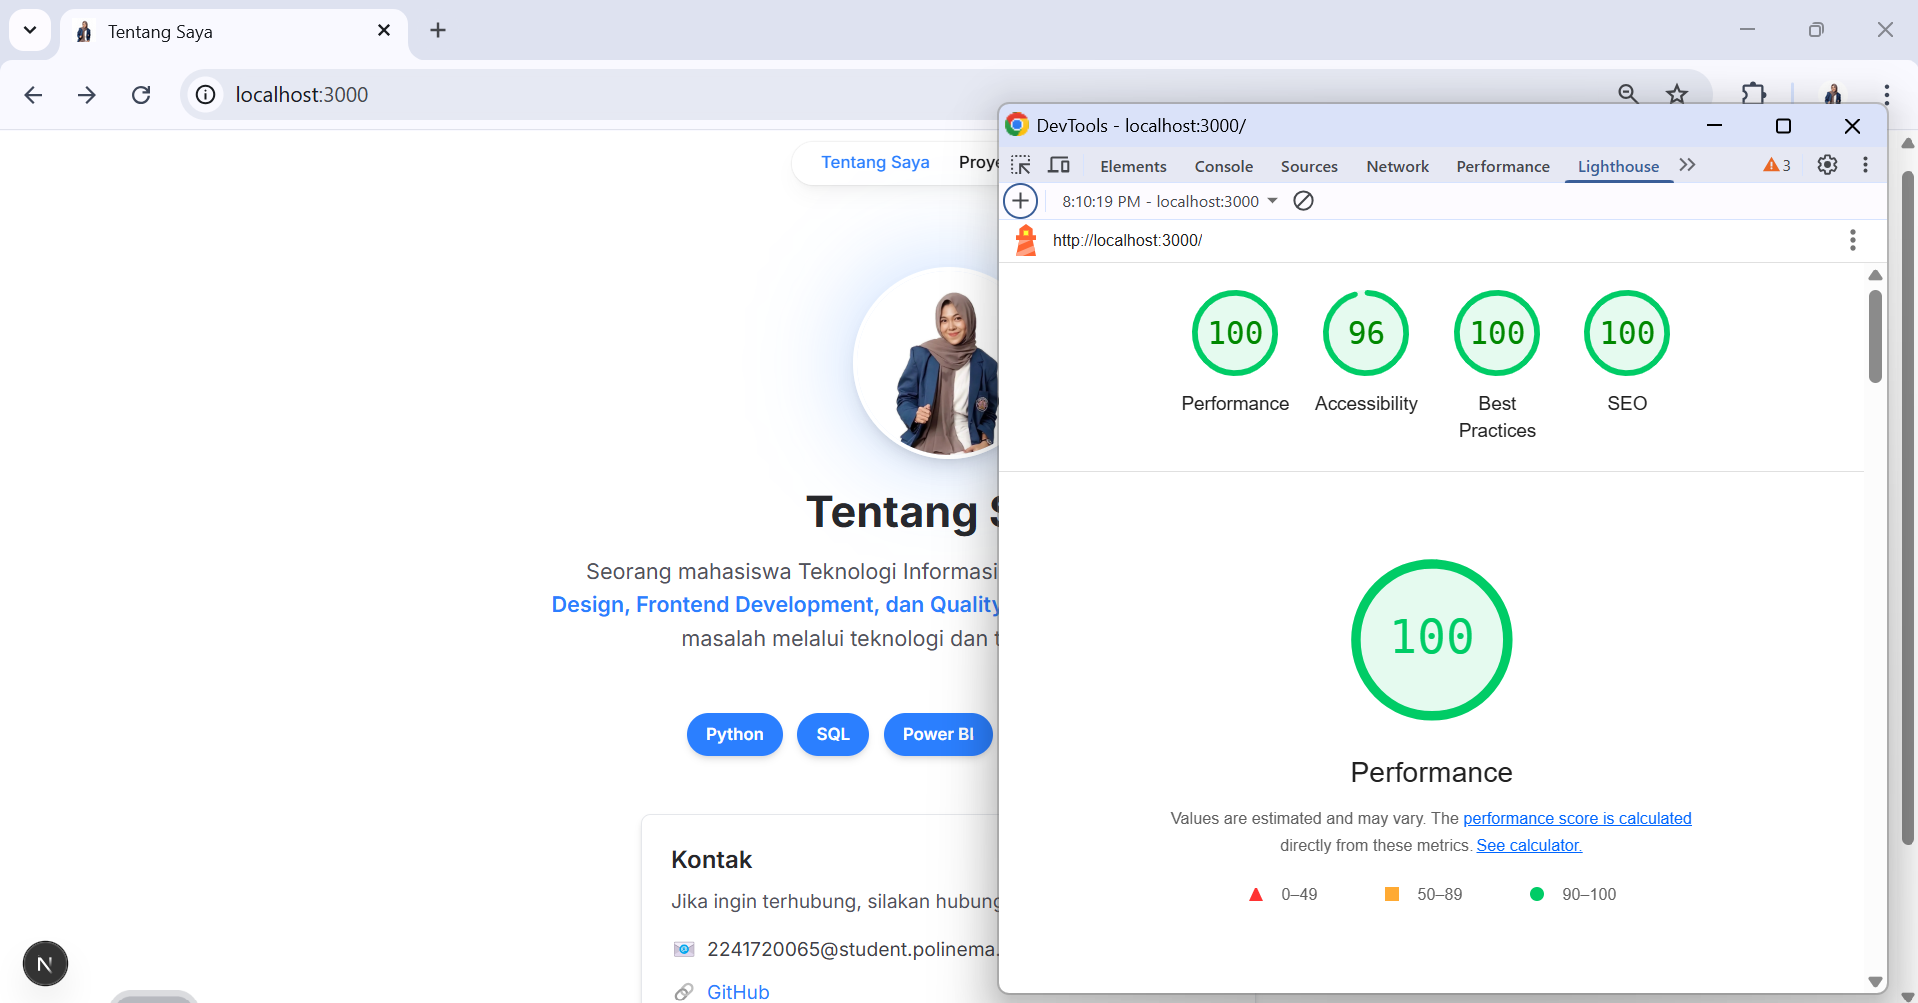 Tentang Saya
localhost:3000
Tentang Saya
DevTools - localhost:3000/
Elements Console Sources Network Performance Lighthouse 3
8:10:19 PM - localhost:3000
http://localhost:3000/
100 96 100 100
Performance Accessibility Best Practices SEO
100
Performance
Values are estimated and may vary. The performance score is calculated
directly from these metrics. See calculator.
0–49 50–89 90–100
Tentang
Seorang mahasiswa Teknologi Informasi
Design, Frontend Development, dan Quality
masalah melalui teknologi dan
Python SQL Power BI
Kontak
Jika ingin terhubung, silakan
2241720065@student.polinema.
GitHub
N